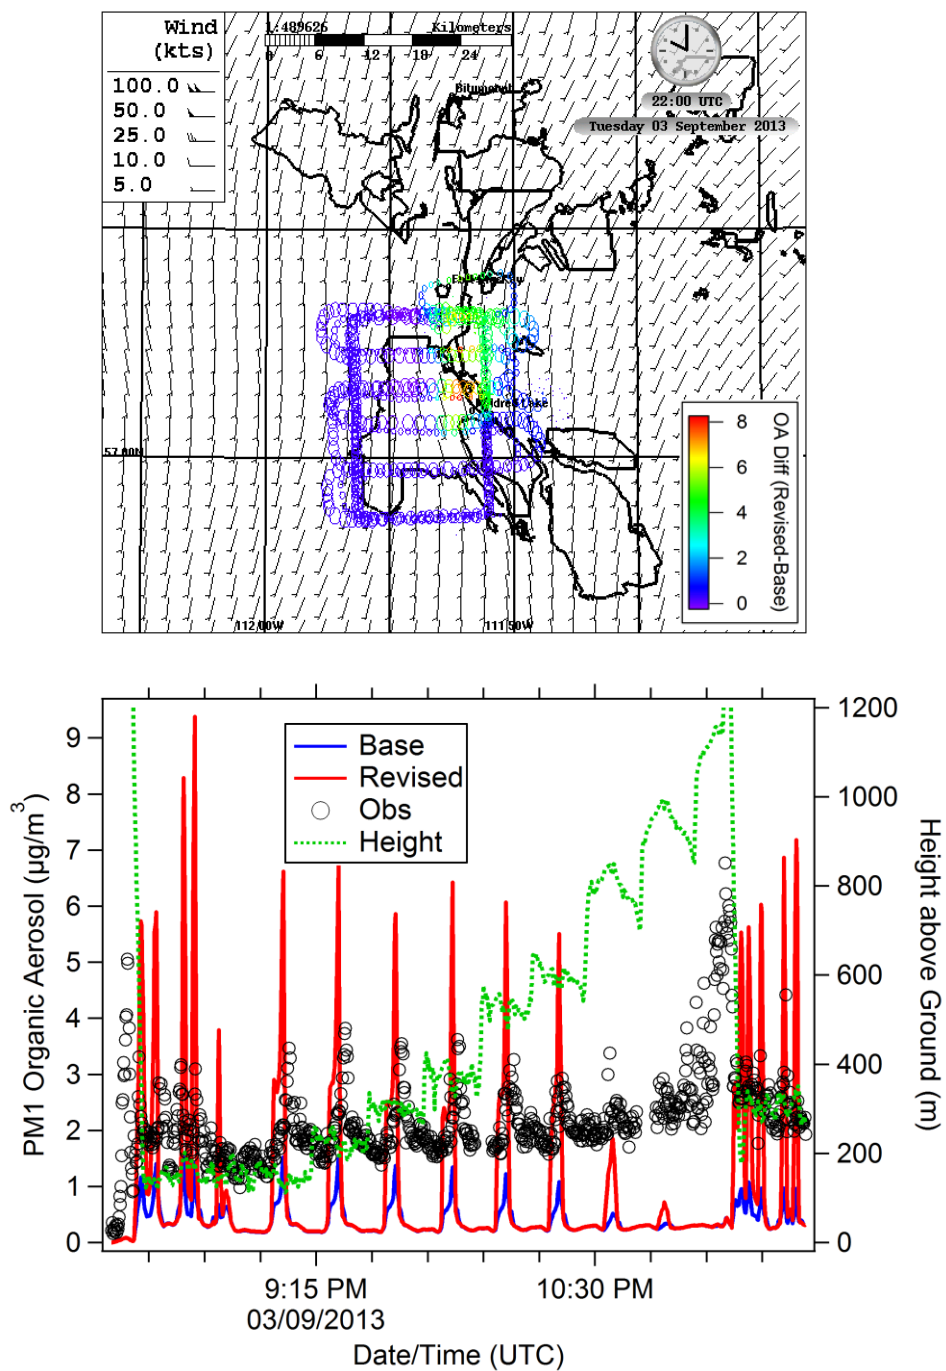 Wind
(kts)
100.0
50.0
25.0
10.0
5.0
1:489626 Kilometers
0 6 12 18 24
22:00 UTC
Tuesday 03 September 2013
57.00N
112.00W
111.50W
8
6
4
2
0
OA Diff (Revised-Base)
9
8
7
6
5
4
3
2
1
0
PM1 Organic Aerosol (µg/m³)
Base
Revised
Obs
Height
1200
1000
800
600
400
200
0
Height above Ground (m)
9:15 PM
03/09/2013
10:30 PM
Date/Time (UTC)